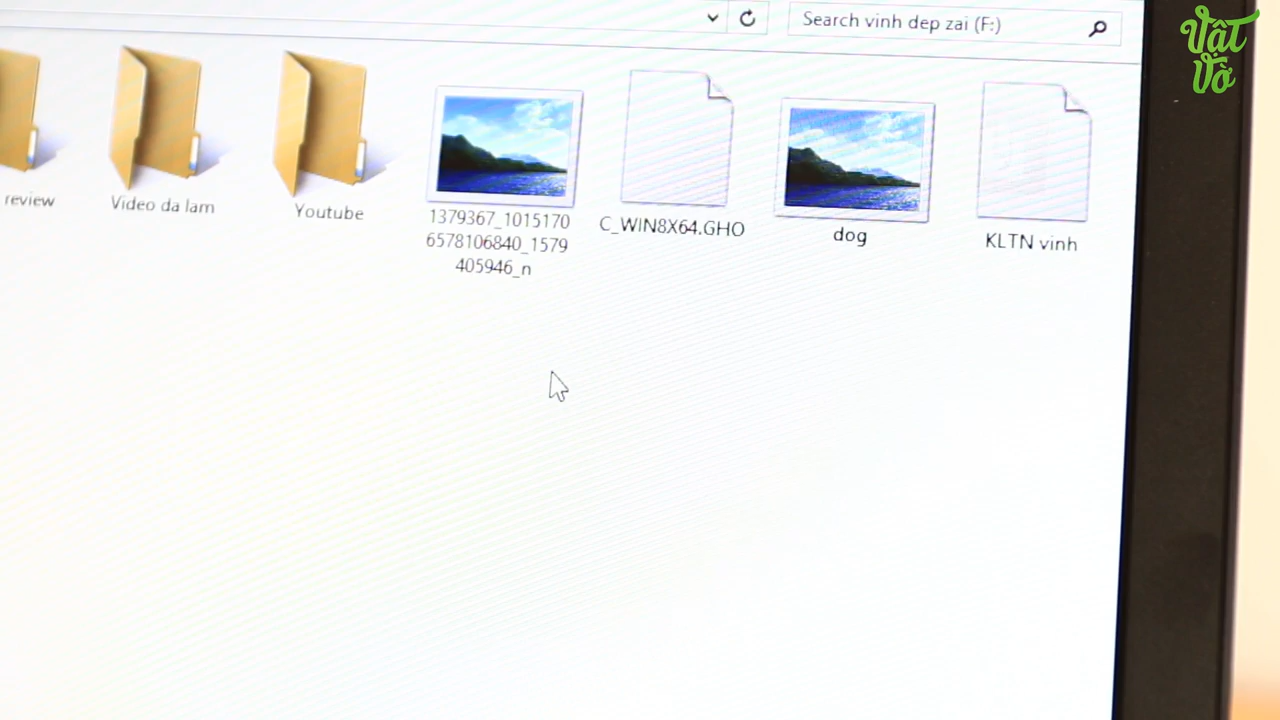 Search vinh dep zai (F:)
Vật
Vờ
review
Video da lam
Youtube
1379367_1015170
6578106840_1579
405946_n
C_WIN8X64.GHO
dog
KLTN vinh